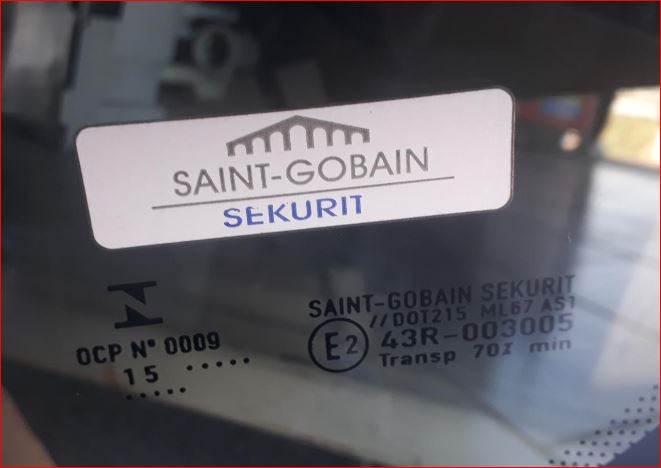 SAINT-GOBAIN
SEKURIT
OCP N° 0009
15
SAINT-GOBAIN SEKURIT
//DOT215 ML67 AS1
E2 43R-003005
Transp 70% min